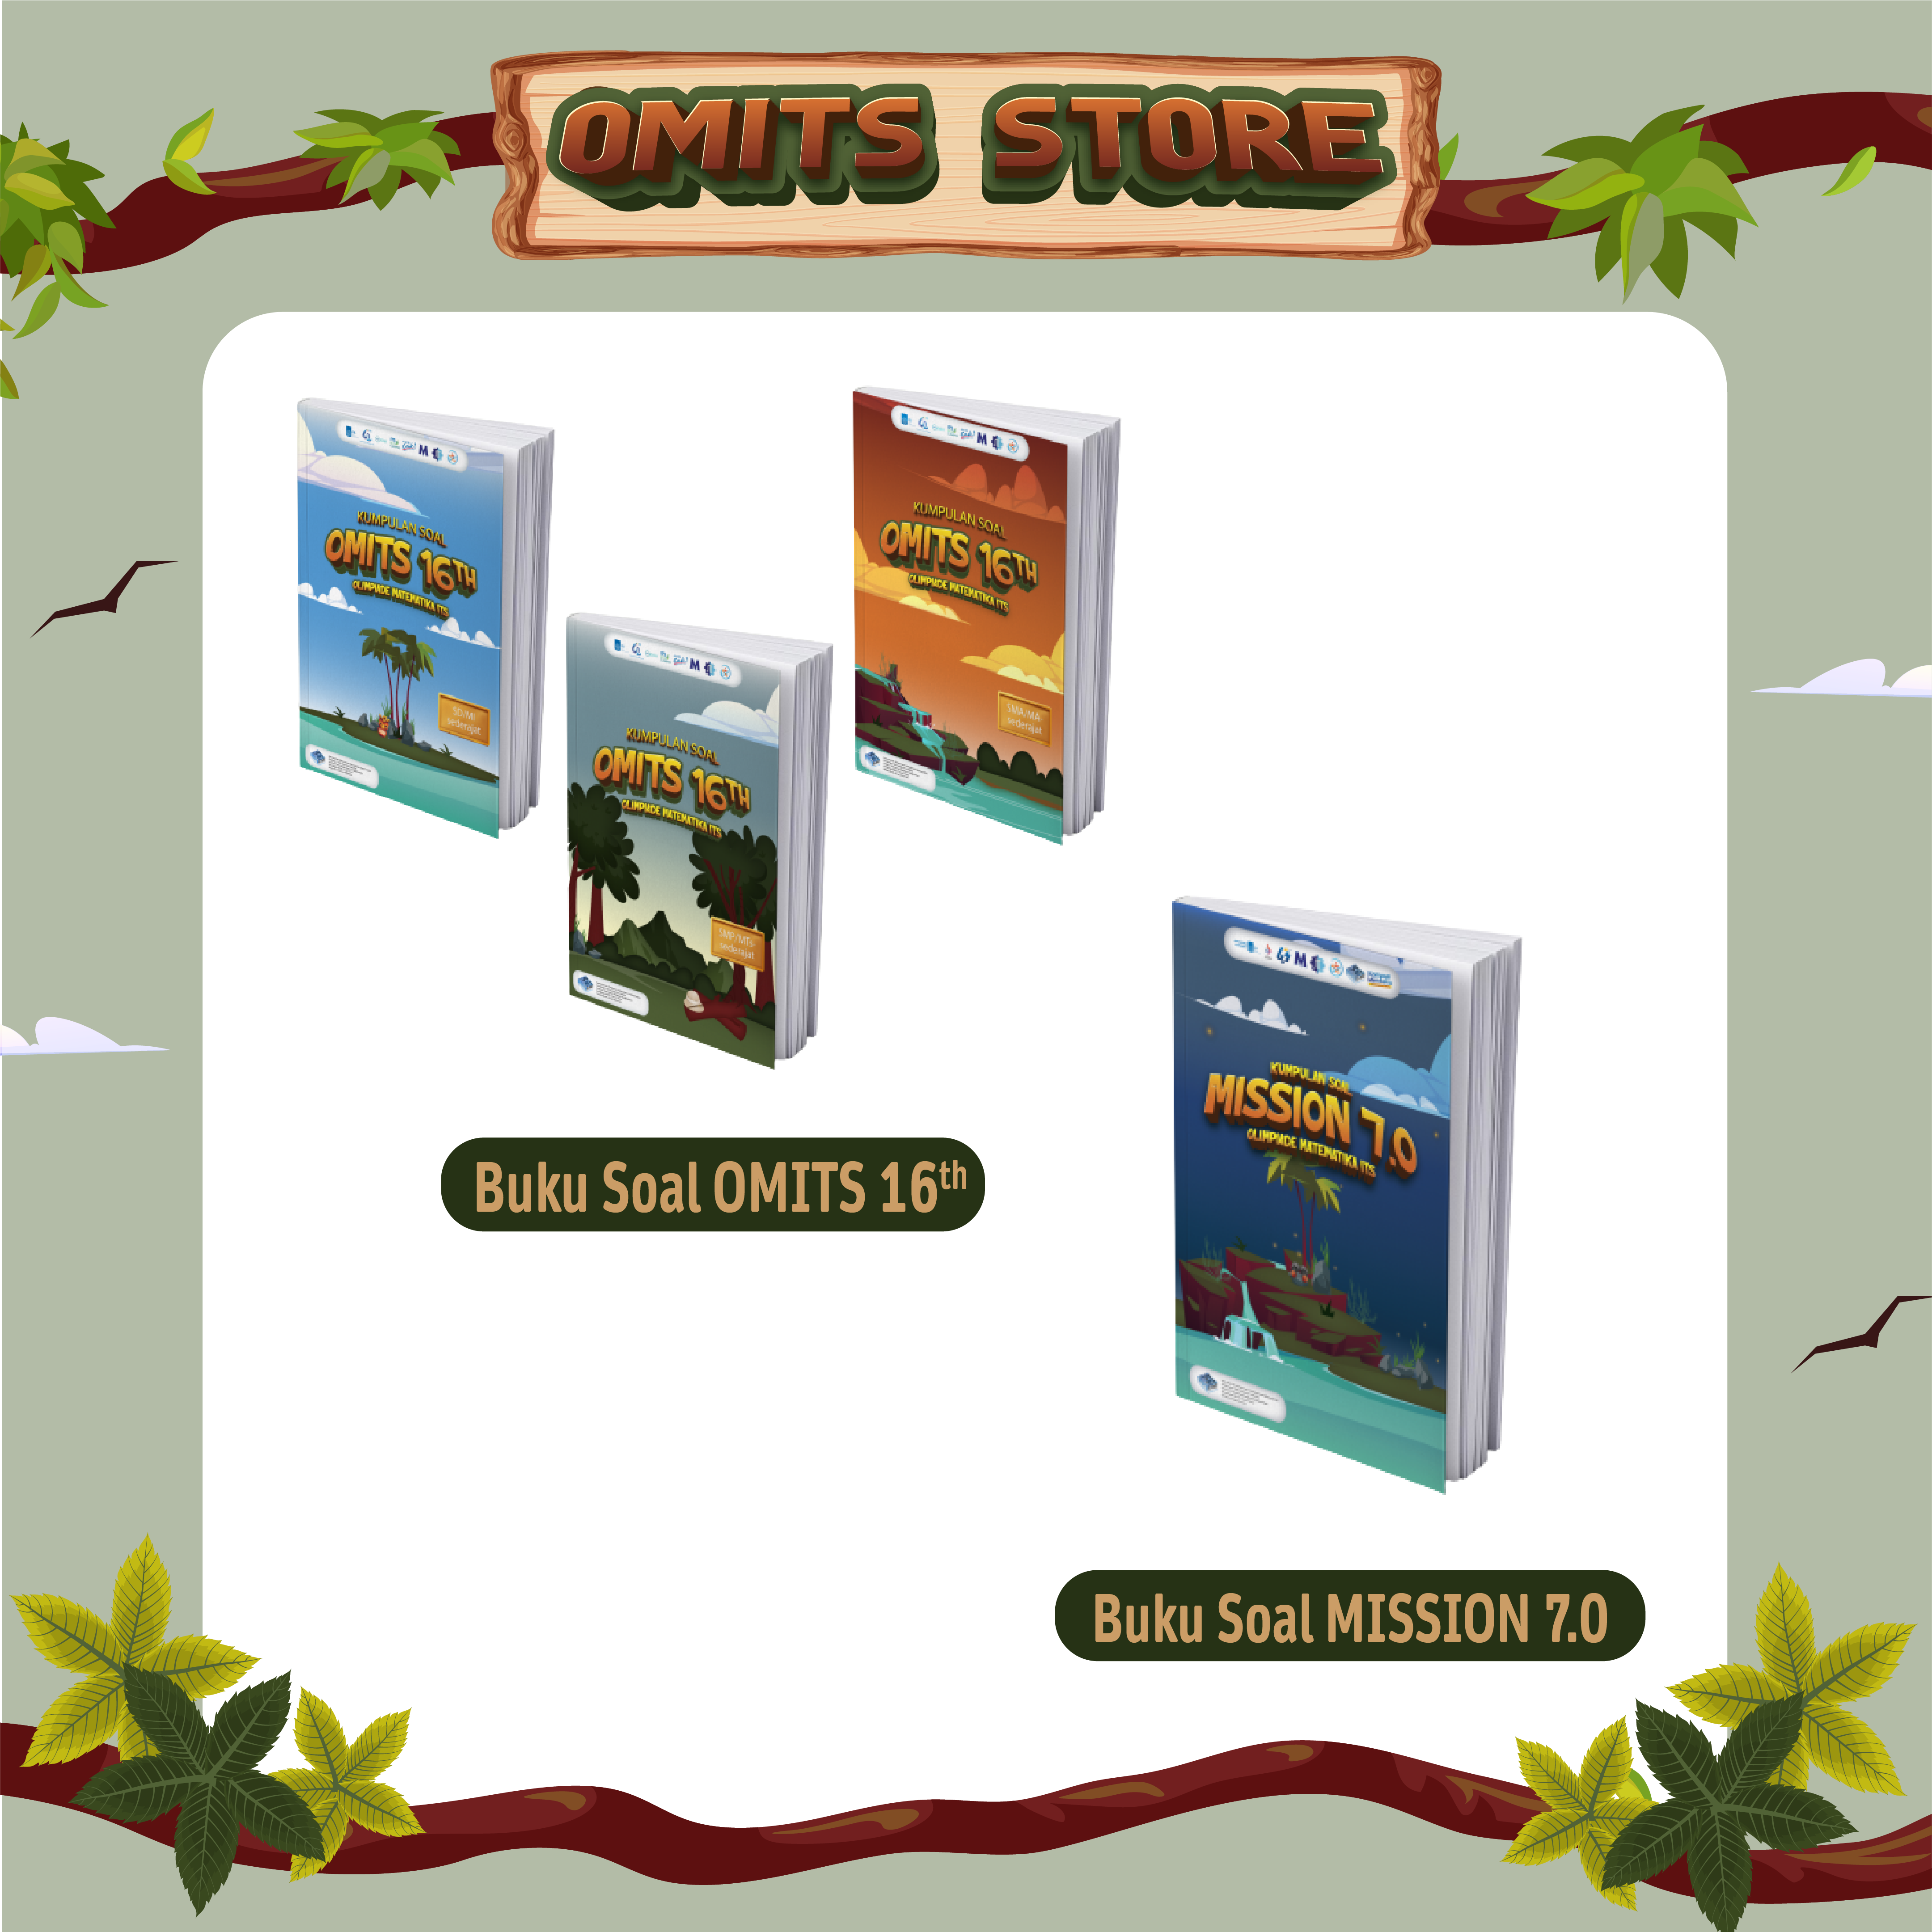 OMITS STORE
KUMPULAN SOAL
OMITS 16TH
OLIMPIADE MATEMATIKA ITS
SD/MI
sederajat
KUMPULAN SOAL
OMITS 16TH
OLIMPIADE MATEMATIKA ITS
SMA/MA
sederajat
KUMPULAN SOAL
OMITS 16TH
OLIMPIADE MATEMATIKA ITS
SMP/MTs
sederajat
Buku Soal OMITS 16th
KUMPULAN SOAL
MISSION 7.0
OLIMPIADE MATEMATIKA ITS
Buku Soal MISSION 7.0